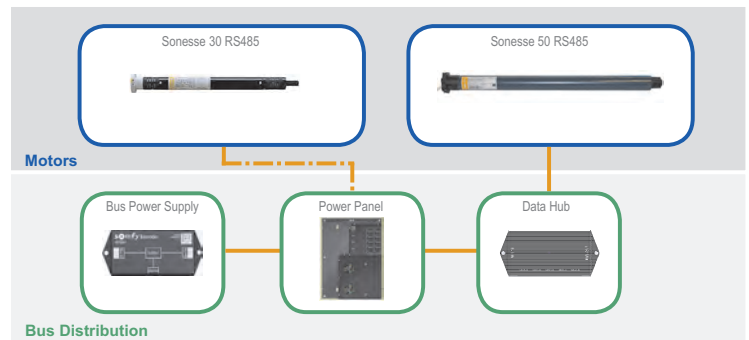 Sonesse 30 RS485
Sonesse 50 RS485
Motors
Bus Power Supply
Power Panel
Data Hub
Bus Distribution